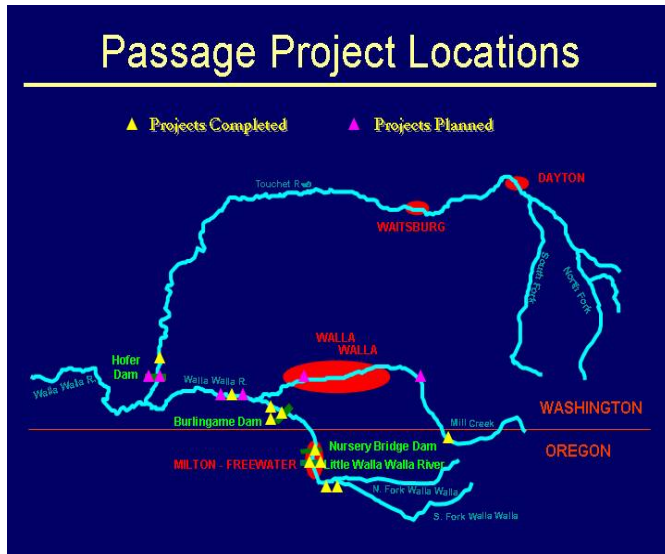 Passage Project Locations
Projects Completed
Projects Planned
Touchet R
DAYTON
WAITSBURG
South Fork
North Fork
WALLA
WALLA
Hofer
Dam
Walla Walla R.
Walla Walla R.
WASHINGTON
Burlingame Dam
Mill Creek
OREGON
Nursery Bridge Dam
MILTON - FREEWATER
Little Walla Walla River
N. Fork Walla Walla
S. Fork Walla Walla